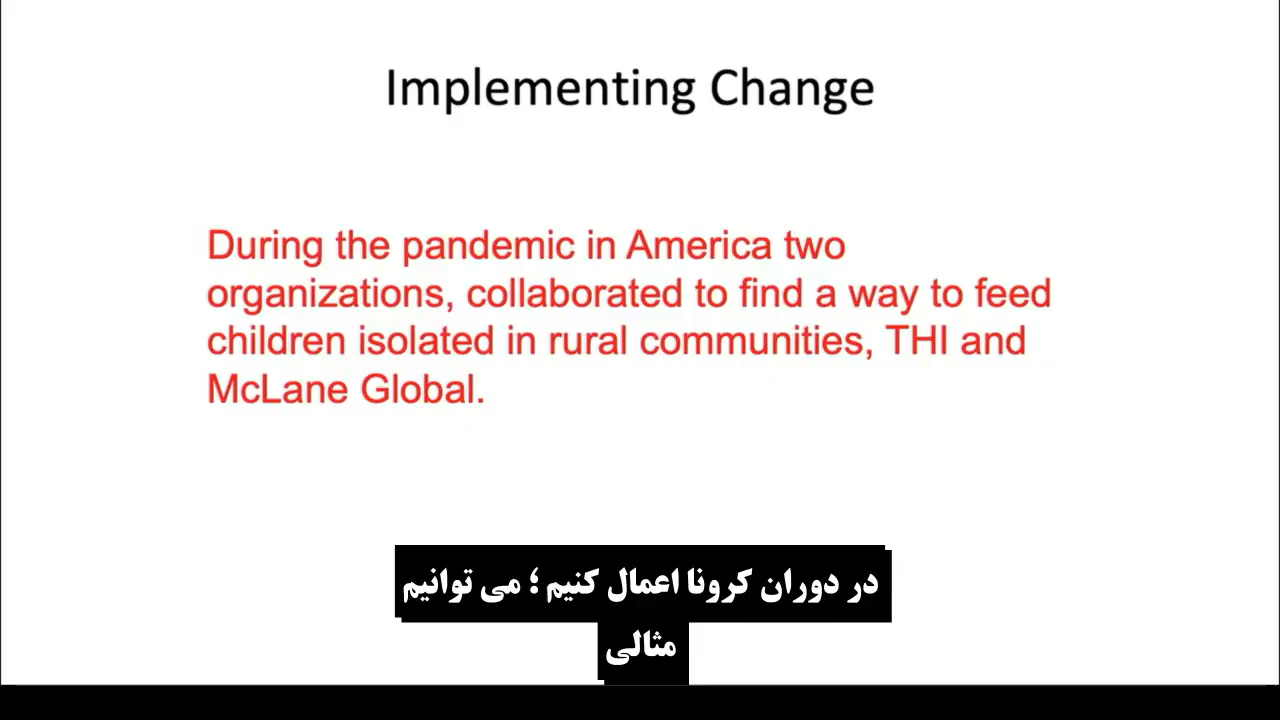 Implementing Change
During the pandemic in America two
organizations, collaborated to find a way to feed
children isolated in rural communities, THI and
McLane Global.
در دوران کرونا اعمال کنیم ؛ می توانیم
مثالی